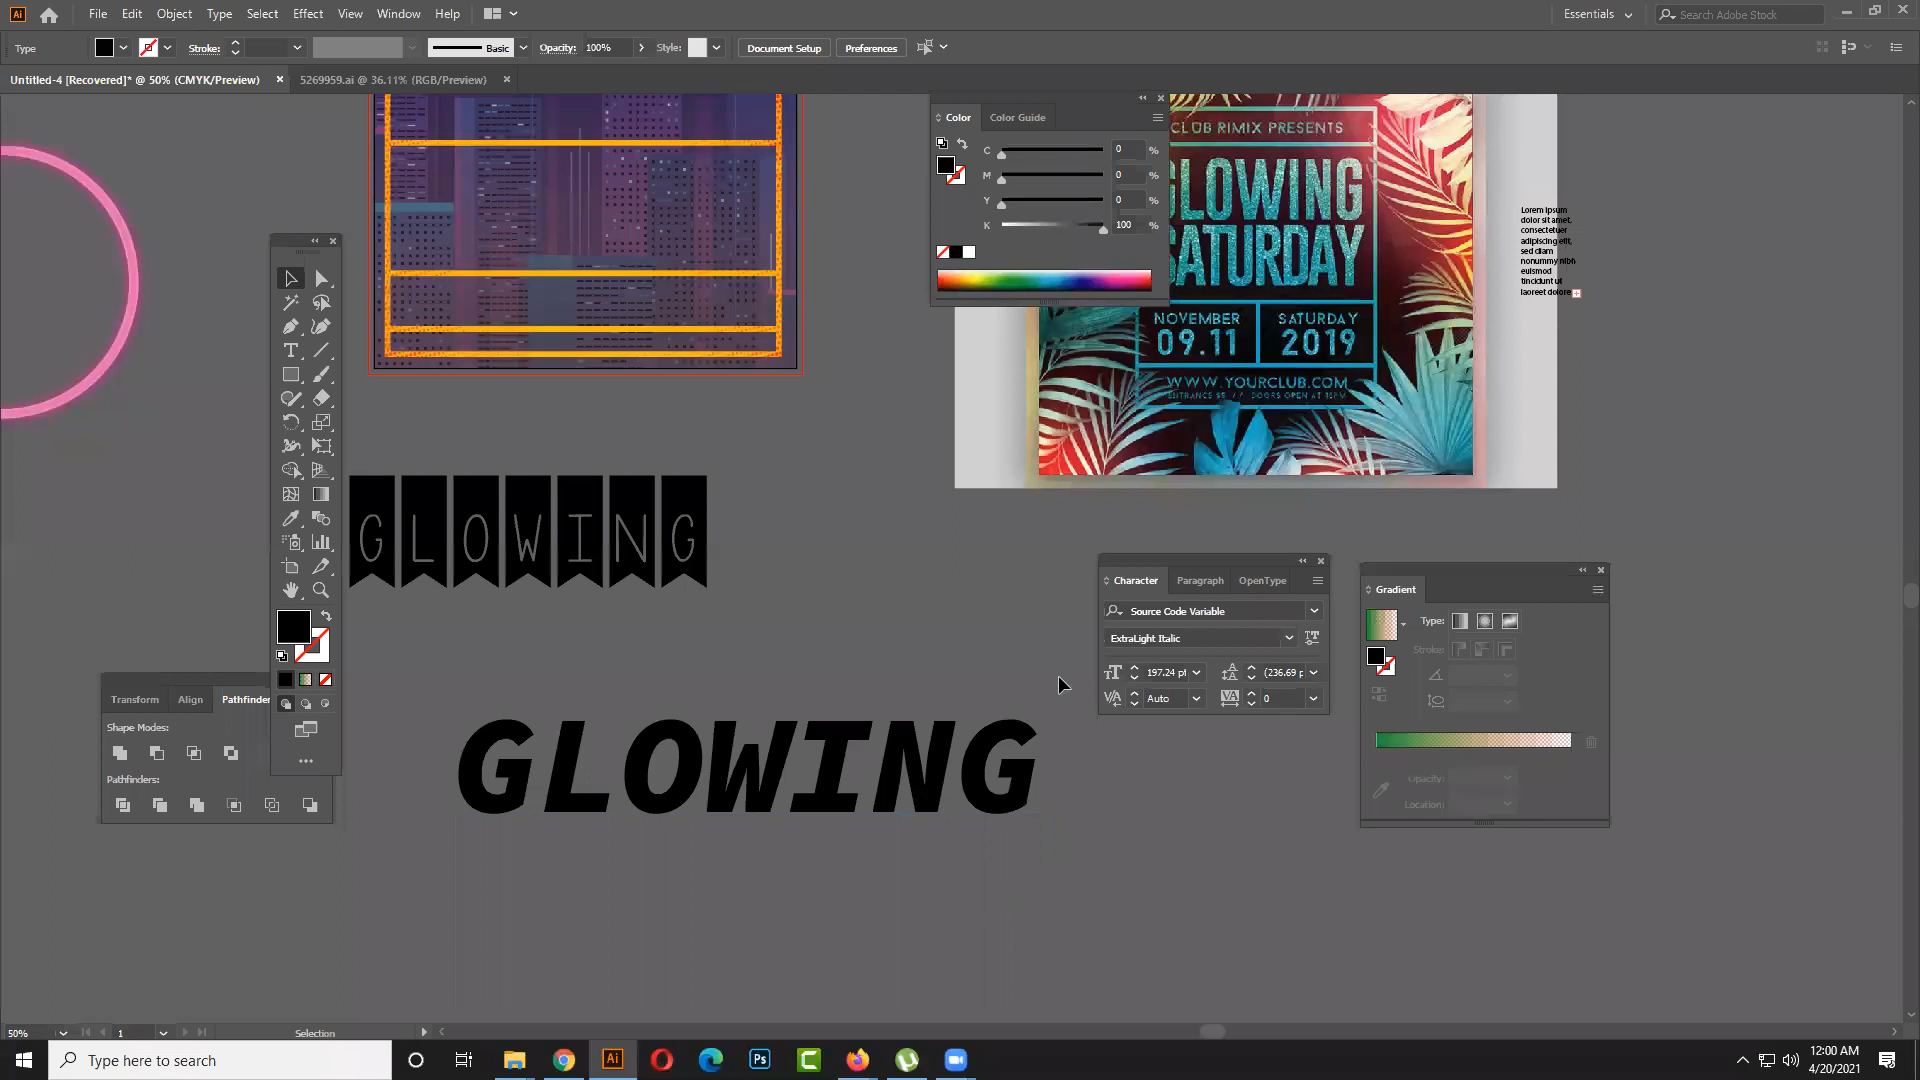 File Edit Object Type Select Effect View Window Help
Essentials
Search Adobe Stock
Type
Stroke:
Basic
Opacity: 100%
Style:
Document Setup
Preferences
Untitled-4 [Recovered]* @ 50% (CMYK/Preview)
5269959.ai @ 36.11% (RGB/Preview)
Color
Color Guide
C 0 %
M 0 %
Y 0 %
K 100 %
CLUB RIMIX PRESENTS
GLOWING
SATURDAY
NOVEMBER
09.11
SATURDAY
2019
WWW.YOURCLUB.COM
Lorem ipsum
dolor sit amet,
consectetuer
adipiscing elit,
sed diam
nonummy nibh
euismod
tincidunt ut
laoreet dolore
GLOWING
Character
Paragraph
OpenType
Source Code Variable
ExtraLight Italic
197.24 pt
(236.69 p
Auto
0
Gradient
Type:
Stroke:
Opacity:
Location:
Transform
Align
Pathfinder
Shape Modes:
Pathfinders:
GLOWING
50%
1
Selection
Type here to search
12:00 AM
4/20/2021